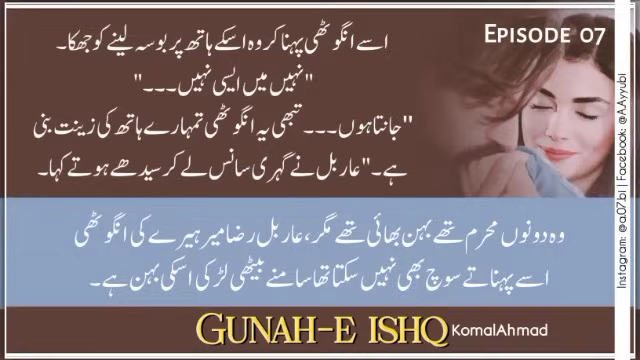 EPISODE 07
اسے انگوٹھی پہنا کر وہ اسکے ہاتھ پر بوسہ لینے کو جھکا۔
"نہیں میں ایسی نہیں۔۔۔"
"جانتا ہوں۔۔۔ تبھی یہ انگوٹھی تمہارے ہاتھ کی زینت بنی
ہے۔" عاریل نے گہری سانس لے کر سیدھے ہوتے کہا۔
وہ دونوں محرم تھے بہن بھائی تھے مگر، عاریل رضا میر ہیرے کی انگوٹھی
اسے پہناتے سوچ بھی نہیں سکتا تھا سامنے بیٹھی لڑکی اسکی بہن ہے۔
GUNAH-E ISHQ KomalAhmad
Instagram: @a.07.bl | Facebook: @A.Ayyubl